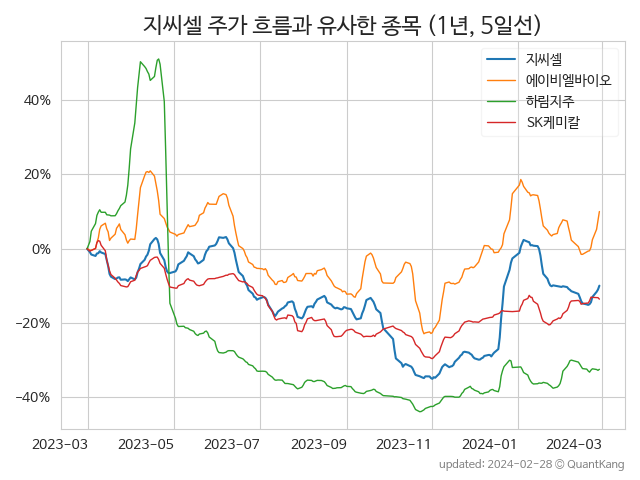 지씨셀 주가 흐름과 유사한 종목 (1년, 5일선)
지씨셀
에이비엘바이오
하림지주
SK케미칼
40%
20%
0%
−20%
−40%
2023-03 2023-05 2023-07 2023-09 2023-11 2024-01 2024-03
updated: 2024-02-28 © QuantKang